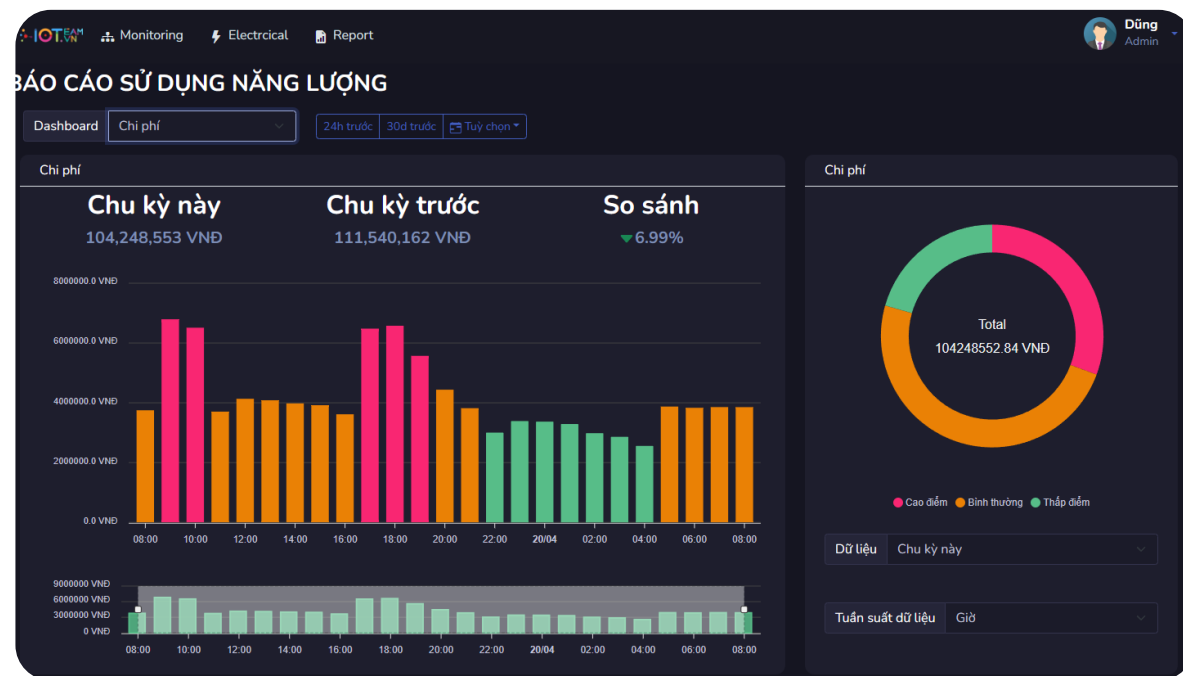 IOTEAM.VN Monitoring Electrcical Report Dũng
Admin
BÁO CÁO SỬ DỤNG NĂNG LƯỢNG
Dashboard Chi phí 24h trước 30d trước Tuỳ chọn
Chi phí
Chu kỳ này Chu kỳ trước So sánh
104,248,553 VNĐ 111,540,162 VNĐ 6.99%
8000000.0 VNĐ
6000000.0 VNĐ
4000000.0 VNĐ
2000000.0 VNĐ
0.0 VNĐ
08:00 10:00 12:00 14:00 16:00 18:00 20:00 22:00 20/04 02:00 04:00 06:00 08:00
9000000 VNĐ
6000000 VNĐ
3000000 VNĐ
0 VNĐ
08:00 10:00 12:00 14:00 16:00 18:00 20:00 22:00 20/04 02:00 04:00 06:00 08:00
Chi phí
Total
104248552.84 VNĐ
Cao điểm Bình thường Thấp điểm
Dữ liệu Chu kỳ này
Tuần suất dữ liệu Giờ